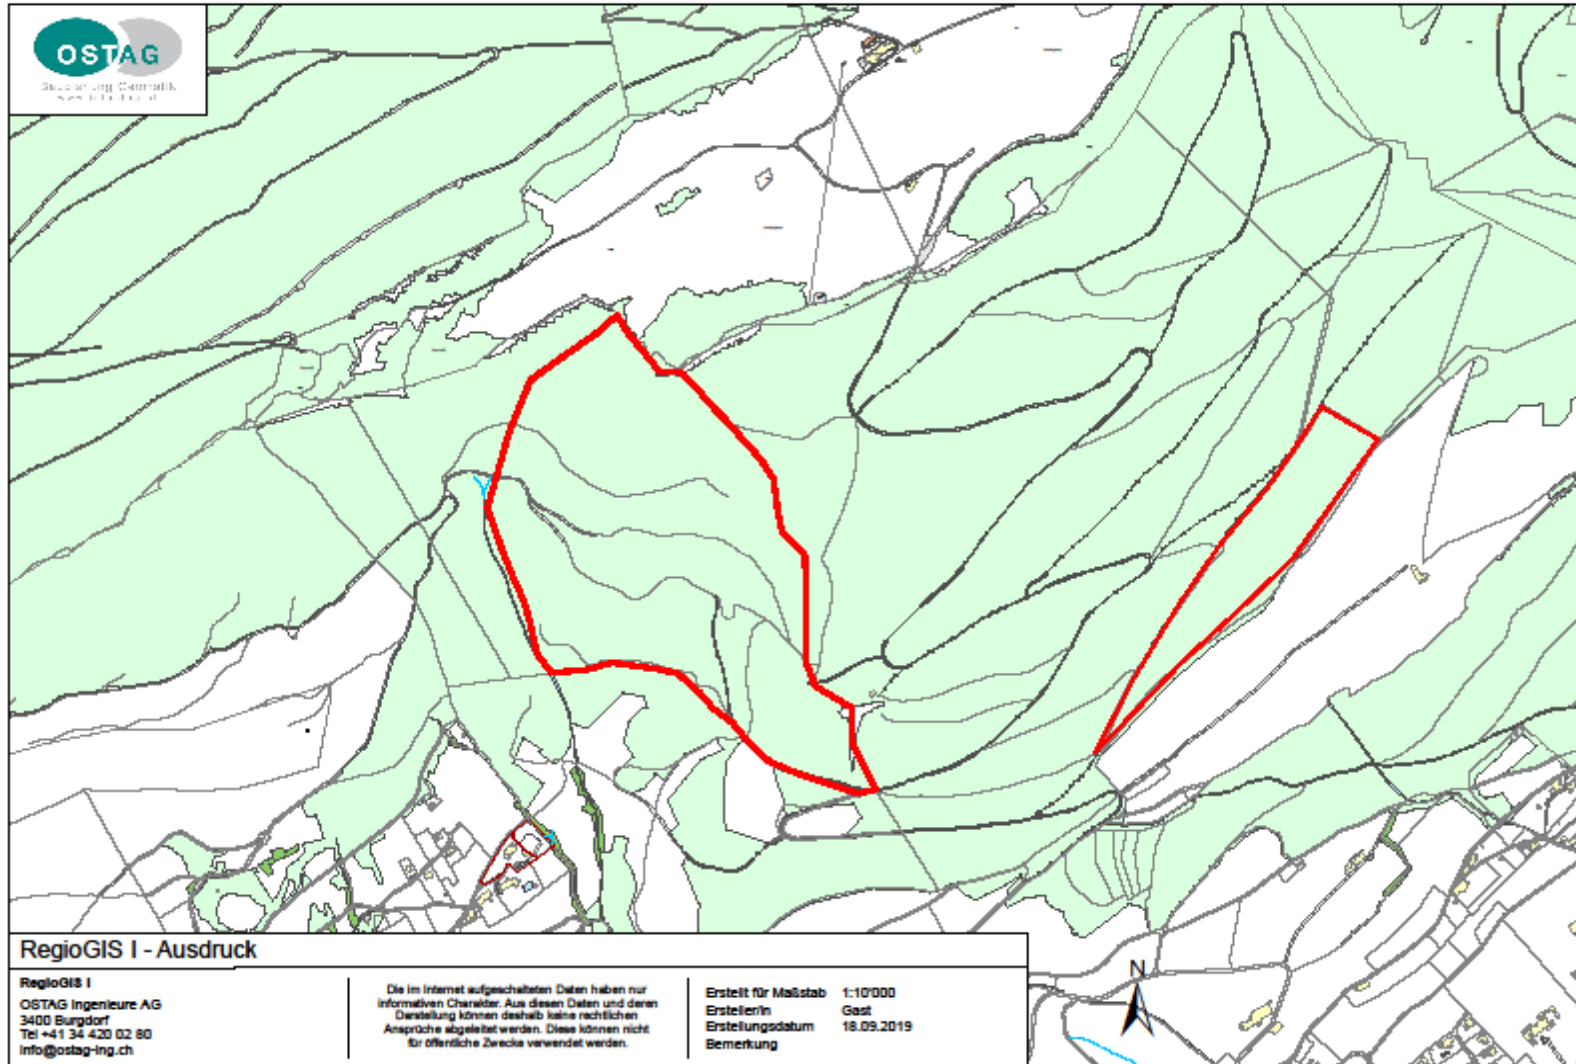 OSTAG
RegioGIS I - Ausdruck
RegioGIS I
OSTAG Ingenieure AG
3400 Burgdorf
Tel +41 34 420 02 80
info@ostag-ing.ch
Die im Internet aufgeschalteten Daten haben nur
informativen Charakter. Aus diesen Daten und deren
Darstellung können deshalb keine rechtlichen
Ansprüche abgeleitet werden. Diese können nicht
für öffentliche Zwecke verwendet werden.
Erstellt für Maßstab 1:10'000
Ersteller/in Gast
Erstellungsdatum 18.09.2019
Bemerkung
N